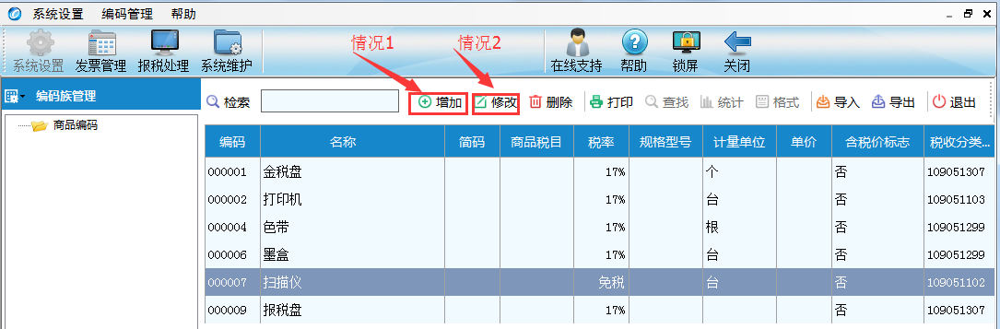 系统设置 编码管理 帮助
情况1 情况2
系统设置 发票管理 报税处理 系统维护 在线支持 帮助 锁屏 关闭
编码族管理
检索 增加 修改 删除 打印 查找 统计 格式 导入 导出 退出
商品编码
编码 名称 简码 商品税目 税率 规格型号 计量单位 单价 含税价标志 税收分类...
000001 金税盘 17% 个 否 109051307
000002 打印机 17% 台 否 109051103
000004 色带 17% 根 否 109051299
000006 墨盒 17% 台 否 109051299
000007 扫描仪 免税 台 否 109051102
000009 报税盘 17% 否 109051307